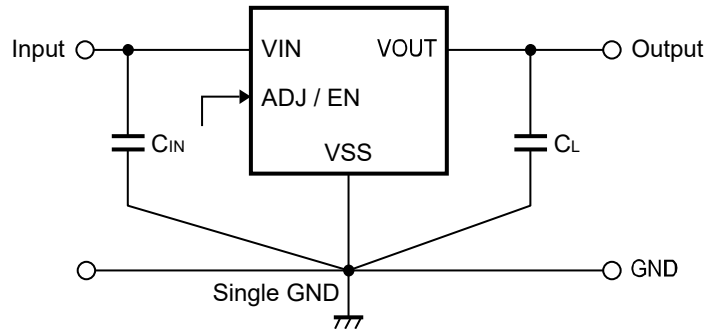 Input
VIN
VOUT
Output
ADJ / EN
CIN
VSS
CL
GND
Single GND